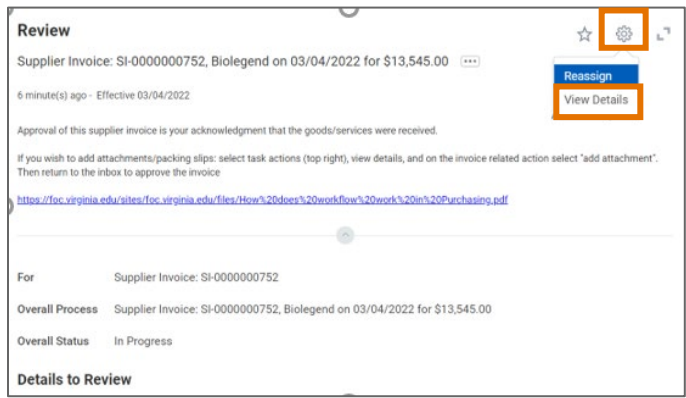 Review
Supplier Invoice: SI-0000000752, Biolegend on 03/04/2022 for $13,545.00
Reassign
View Details
6 minute(s) ago - Effective 03/04/2022
Approval of this supplier invoice is your acknowledgment that the goods/services were received.
If you wish to add attachments/packing slips: select task actions (top right), view details, and on the invoice related action select "add attachment".
Then return to the inbox to approve the invoice
https://foc.virginia.edu/sites/foc.virginia.edu/files/How%20does%20workflow%20work%20in%20Purchasing.pdf
For Supplier Invoice: SI-0000000752
Overall Process Supplier Invoice: SI-0000000752, Biolegend on 03/04/2022 for $13,545.00
Overall Status In Progress
Details to Review